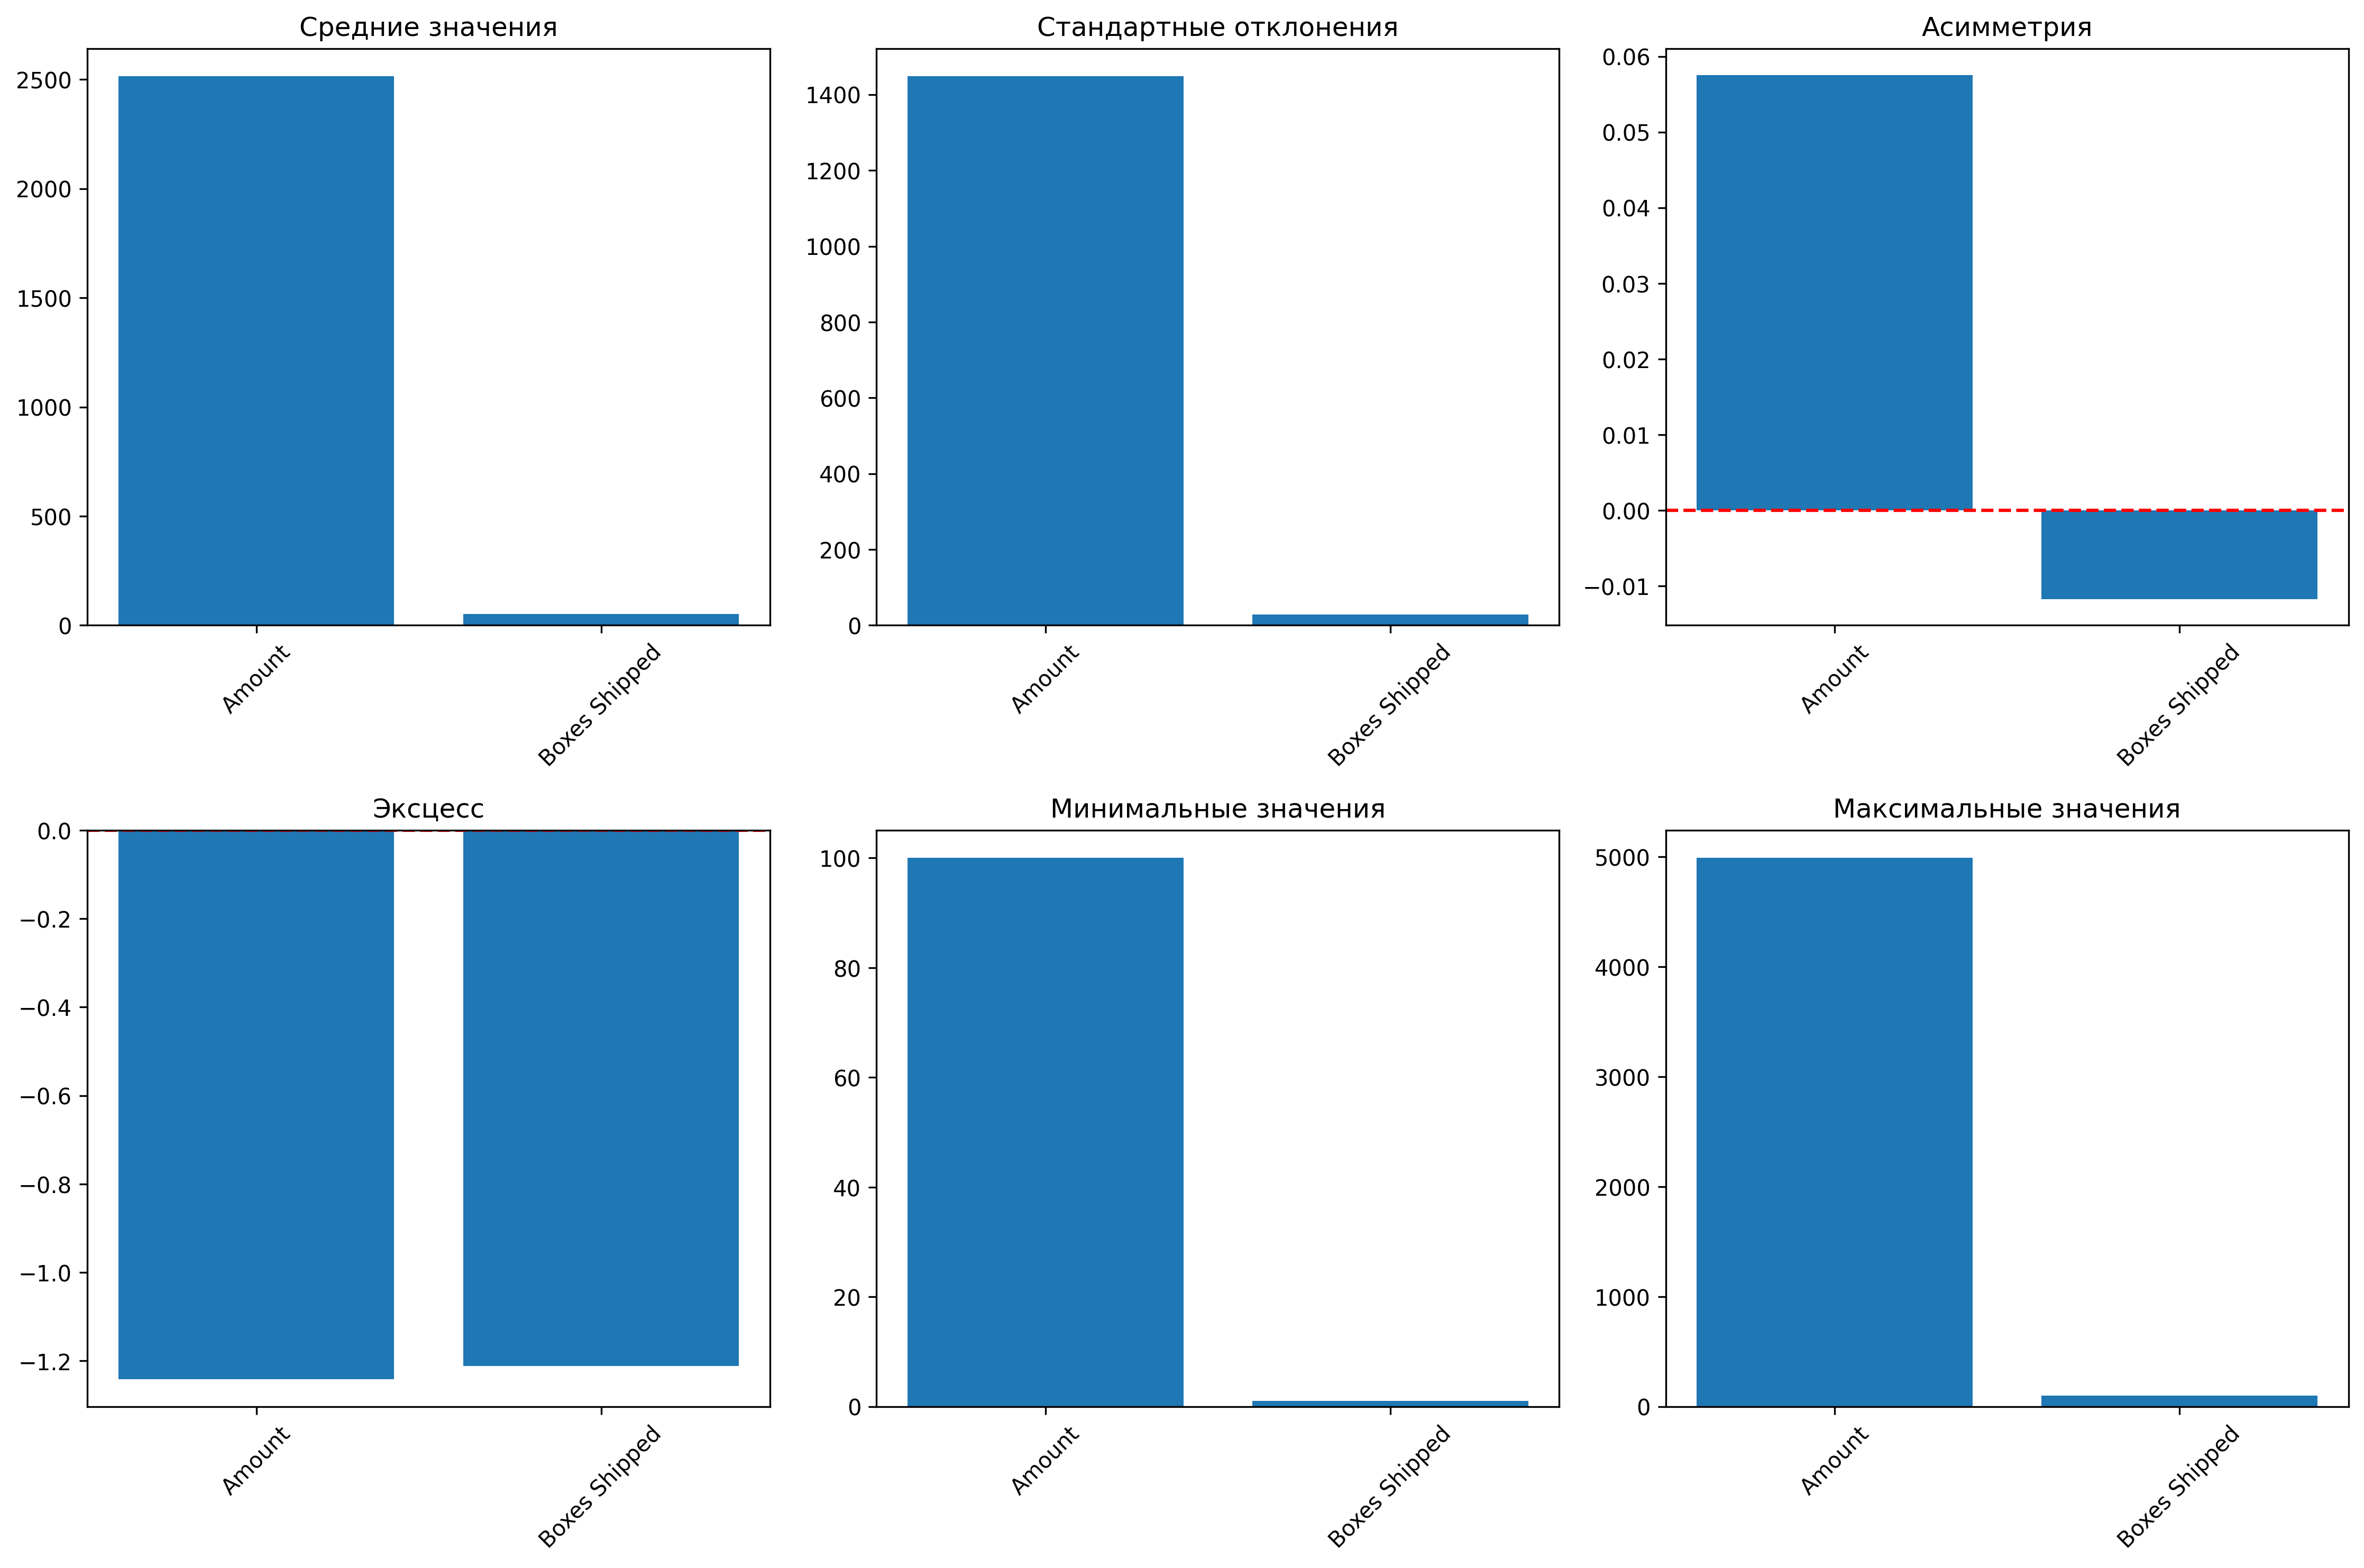 Средние значения
2500
2000
1500
1000
500
0
Amount
Boxes Shipped
Стандартные отклонения
1400
1200
1000
800
600
400
200
0
Amount
Boxes Shipped
Асимметрия
0.06
0.05
0.04
0.03
0.02
0.01
0.00
−0.01
Amount
Boxes Shipped
Эксцесс
0.0
−0.2
−0.4
−0.6
−0.8
−1.0
−1.2
Amount
Boxes Shipped
Минимальные значения
100
80
60
40
20
0
Amount
Boxes Shipped
Максимальные значения
5000
4000
3000
2000
1000
0
Amount
Boxes Shipped